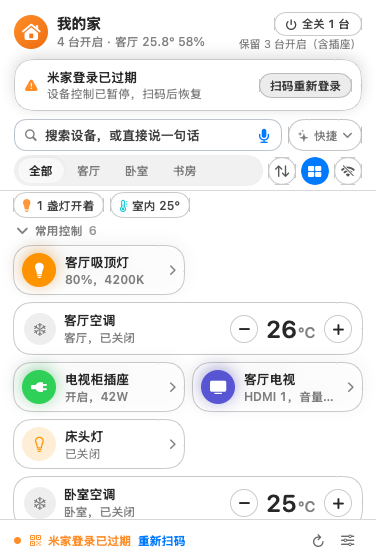 我的家
4 台开启 · 客厅 25.8° 58%
全关 1 台
保留 3 台开启（含插座）
米家登录已过期
设备控制已暂停，扫码后恢复
扫码重新登录
搜索设备，或直接说一句话
快捷
全部 客厅 卧室 书房
1 盏灯开着 室内 25°
常用控制 6
客厅吸顶灯
80%，4200K
客厅空调
客厅，已关闭
26°C
电视柜插座
开启，42W
客厅电视
HDMI 1，音量...
床头灯
已关闭
卧室空调
卧室，已关闭
25°C
米家登录已过期 重新扫码